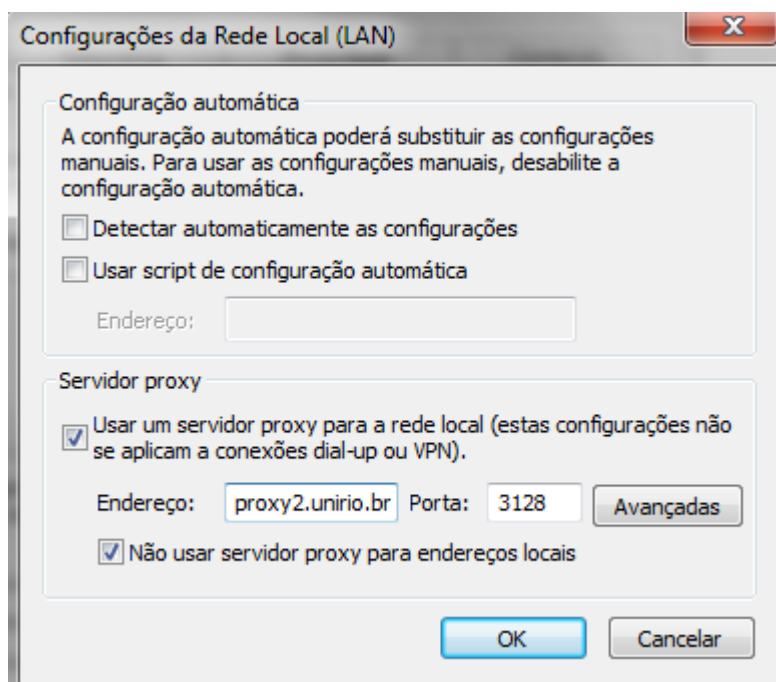 Configurações da Rede Local (LAN)
Configuração automática
A configuração automática poderá substituir as configurações
manuais. Para usar as configurações manuais, desabilite a
configuração automática.
Detectar automaticamente as configurações
Usar script de configuração automática
Endereço:
Servidor proxy
Usar um servidor proxy para a rede local (estas configurações não
se aplicam a conexões dial-up ou VPN).
Endereço: proxy2.unirio.br Porta: 3128 Avançadas
Não usar servidor proxy para endereços locais
OK Cancelar